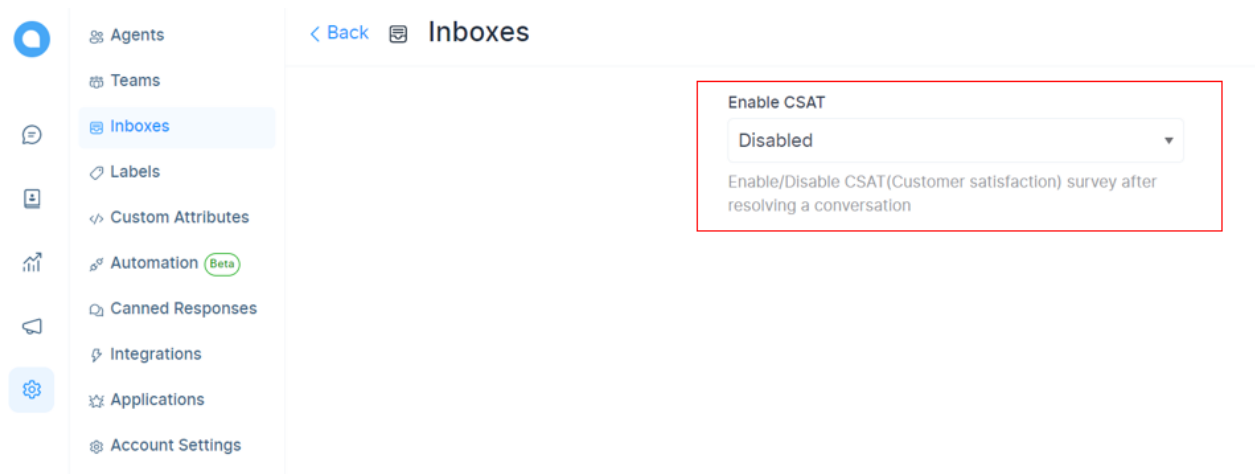 Agents
Teams
Inboxes
Labels
Custom Attributes
Automation Beta
Canned Responses
Integrations
Applications
Account Settings
Back Inboxes
Enable CSAT
Disabled
Enable/Disable CSAT(Customer satisfaction) survey after
resolving a conversation